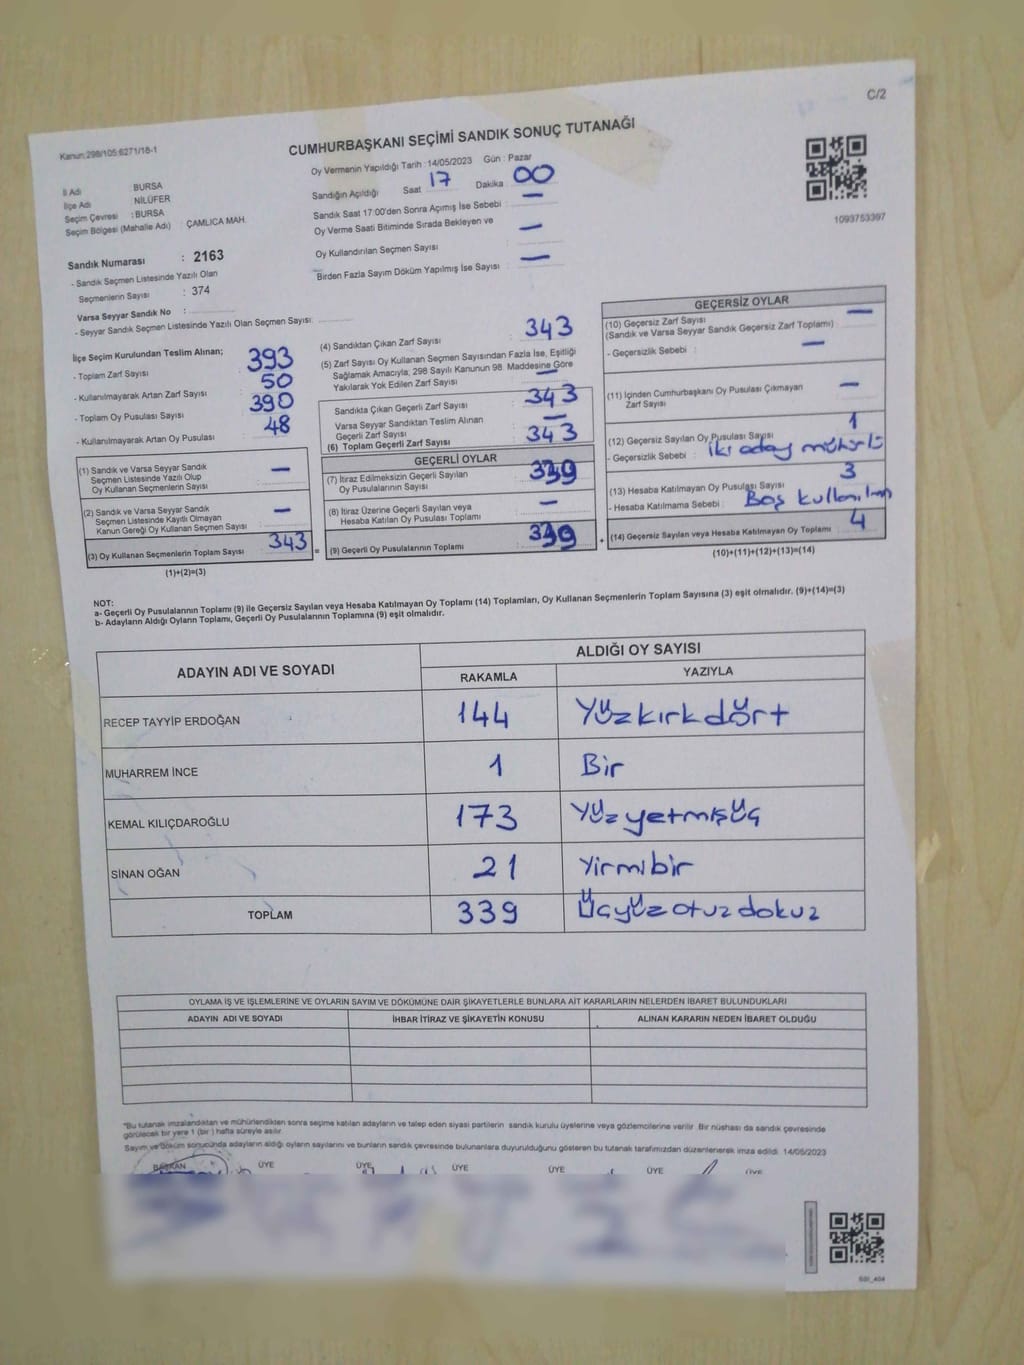 C/2
Kanun:298/105:6271/18-1
CUMHURBAŞKANI SEÇİMİ SANDIK SONUÇ TUTANAĞI
Oy Vermenin Yapıldığı Tarih : 14/05/2023 Gün : Pazar
İl Adı BURSA
İlçe Adı NİLÜFER
Seçim Çevresi : BURSA
Seçim Bölgesi (Mahalle Adı) ÇAMLICA MAH.
Sandığın Açıldığı Saat 17 Dakika 00
Sandık Saat 17:00'den Sonra Açımış İse Sebebi : —
Oy Verme Saati Bitiminde Sırada Bekleyen ve
Oy Kullandırılan Seçmen Sayısı : —
Birden Fazla Sayım Döküm Yapılmış İse Sayısı : —
1093753397
Sandık Numarası : 2163
- Sandık Seçmen Listesinde Yazılı Olan
Seçmenlerin Sayısı : 374
Varsa Seyyar Sandık No :
- Seyyar Sandık Seçmen Listesinde Yazılı Olan Seçmen Sayısı:
İlçe Seçim Kurulundan Teslim Alınan;
- Toplam Zarf Sayısı : 393
- Kullanılmayarak Artan Zarf Sayısı : 50
- Toplam Oy Pusulası Sayısı : 390
- Kullanılmayarak Artan Oy Pusulası : 48
(1) Sandık ve Varsa Seyyar Sandık
Seçmen Listesinde Yazılı Olup
Oy Kullanan Seçmenlerin Sayısı : —
(2) Sandık ve Varsa Seyyar Sandık
Seçmen Listesinde Kayıtlı Olmayan
Kanun Gereği Oy Kullanan Seçmen Sayısı : —
(3) Oy Kullanan Seçmenlerin Toplam Sayısı : 343
(1)+(2)=(3)
(4) Sandıktan Çıkan Zarf Sayısı : 343
(5) Zarf Sayısı Oy Kullanan Seçmen Sayısından Fazla İse, Eşitliği
Sağlamak Amacıyla; 298 Sayılı Kanunun 98. Maddesine Göre
Yakılarak Yok Edilen Zarf Sayısı : —
Sandıkta Çıkan Geçerli Zarf Sayısı : 343
Varsa Seyyar Sandıktan Teslim Alınan
Geçerli Zarf Sayısı : —
(6) Toplam Geçerli Zarf Sayısı : 343
GEÇERLİ OYLAR
(7) İtiraz Edilmeksizin Geçerli Sayılan
Oy Pusulalarının Sayısı : 339
(8) İtiraz Üzerine Geçerli Sayılan veya
Hesaba Katılan Oy Pusulası Toplamı : —
= (9) Geçerli Oy Pusulalarının Toplamı : 339
GEÇERSİZ OYLAR
(10) Geçersiz Zarf Sayısı : —
(Sandık ve Varsa Seyyar Sandık Geçersiz Zarf Toplamı)
- Geçersizlik Sebebi : —
(11) İçinden Cumhurbaşkanı Oy Pusulası Çıkmayan
Zarf Sayısı : —
(12) Geçersiz Sayılan Oy Pusulası Sayısı : 1
- Geçersizlik Sebebi : İki aday mühürlü
(13) Hesaba Katılmayan Oy Pusulası Sayısı : 3
- Hesaba Katılmama Sebebi : Boş kullanılan
+ (14) Geçersiz Sayılan veya Hesaba Katılmayan Oy Toplamı : 4
(10)+(11)+(12)+(13)=(14)
NOT:
a- Geçerli Oy Pusulalarının Toplamı (9) ile Geçersiz Sayılan veya Hesaba Katılmayan Oy Toplamı (14) Toplamları, Oy Kullanan Seçmenlerin Toplam Sayısına (3) eşit olmalıdır. (9)+(14)=(3)
b- Adayların Aldığı Oyların Toplamı, Geçerli Oy Pusulalarının Toplamına (9) eşit olmalıdır.
ADAYIN ADI VE SOYADI ALDIĞI OY SAYISI
RAKAMLA YAZIYLA
RECEP TAYYİP ERDOĞAN 144 Yüzkırkdört
MUHARREM İNCE 1 Bir
KEMAL KILIÇDAROĞLU 173 Yüzyetmişüç
SİNAN OĞAN 21 Yirmibir
TOPLAM 339 Üçyüzotuzdokuz
OYLAMA İŞ VE İŞLEMLERİNE VE OYLARIN SAYIM VE DÖKÜMÜNE DAİR ŞİKAYETLERLE BUNLARA AİT KARARLARIN NELERDEN İBARET BULUNDUKLARI
ADAYIN ADI VE SOYADI İHBAR İTİRAZ VE ŞİKAYETİN KONUSU ALINAN KARARIN NEDEN İBARET OLDUĞU
*Bu tutanak imzalandıktan ve mühürlendikten sonra seçime katılan adayların ve talep eden siyasi partilerin sandık kurulu üyelerine veya gözlemcilerine verilir. Bir nüshası da sandık çevresinde
görülecek bir yere 1 (bir ) hafta süreyle asılır.
Sayım ve döküm sonucunda adayların aldığı oyların sayılarını ve bunların sandık çevresinde bulunanlara duyurulduğunu gösteren bu tutanak tarafımızdan düzenlenerek imza edildi. 14/05/2023
BAŞKAN ÜYE ÜYE ÜYE ÜYE ÜYE ÜYE